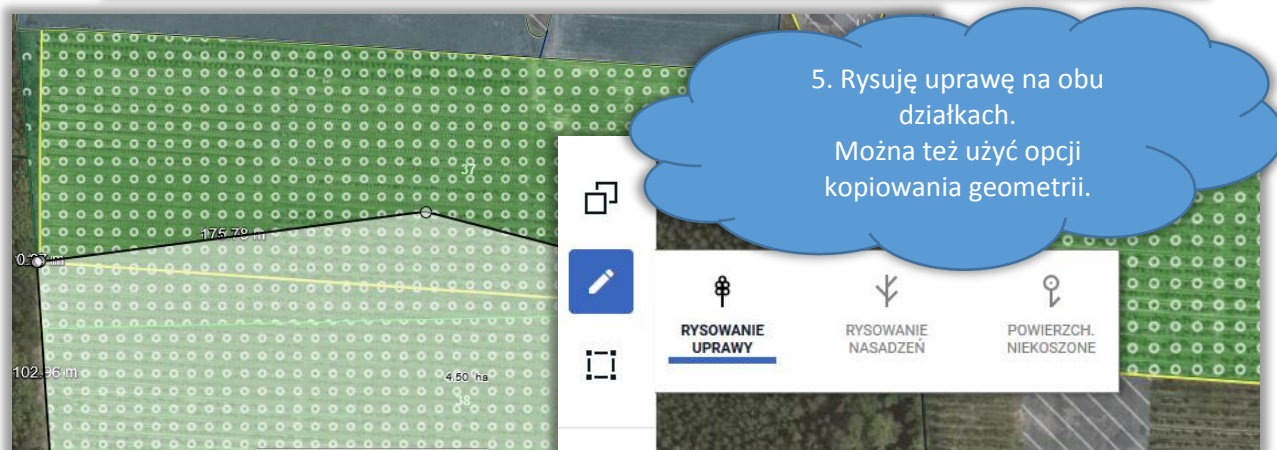 5. Rysuję uprawę na obu
działkach.
Można też użyć opcji
kopiowania geometrii.
37
175.78 m
RYSOWANIE
UPRAWY
RYSOWANIE
NASADZEŃ
POWIERZCH.
NIEKOSZONE
102.96 m
4.50 ha
38